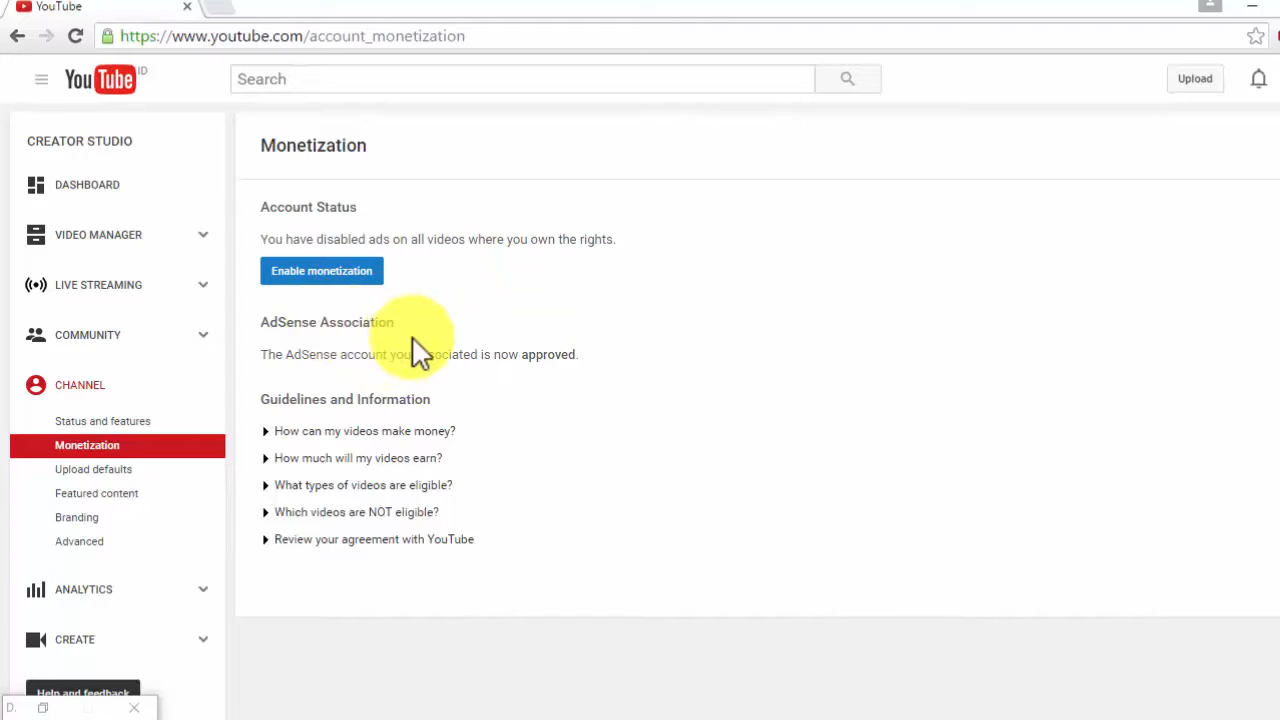 YouTube
https://www.youtube.com/account_monetization
YouTube ID
Search
Upload
CREATOR STUDIO
DASHBOARD
VIDEO MANAGER
LIVE STREAMING
COMMUNITY
CHANNEL
Status and features
Monetization
Upload defaults
Featured content
Branding
Advanced
ANALYTICS
CREATE
Help and feedback
D.
Monetization
Account Status
You have disabled ads on all videos where you own the rights.
Enable monetization
AdSense Association
The AdSense account you associated is now approved.
Guidelines and Information
How can my videos make money?
How much will my videos earn?
What types of videos are eligible?
Which videos are NOT eligible?
Review your agreement with YouTube